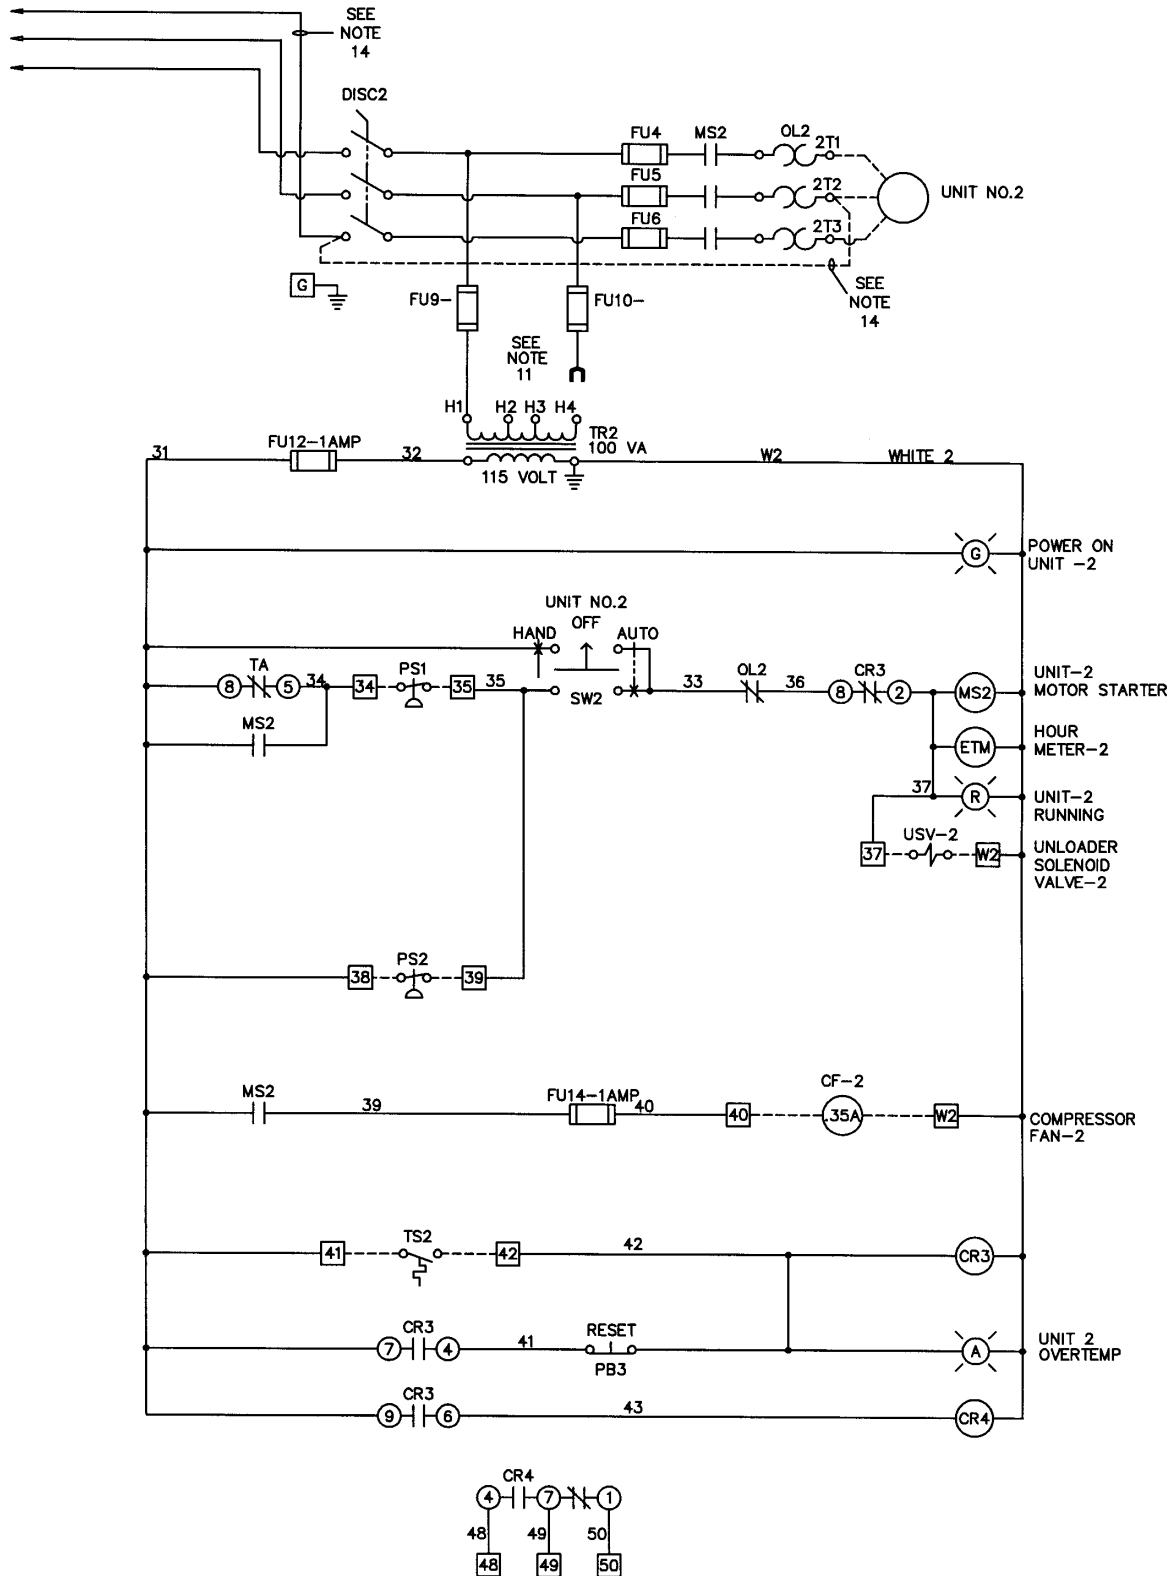 SEE
NOTE
14
DISC2
FU4 MS2 OL2 2T1
FU5 2T2
UNIT NO.2
FU6 2T3
G
FU9- FU10-
SEE
NOTE
14
SEE
NOTE
11
H1 H2 H3 H4
TR2
100 VA
31 FU12-1AMP 32 W2 WHITE 2
115 VOLT
G POWER ON
UNIT -2
UNIT NO.2
OFF
HAND AUTO
TA PS1 OL2 CR3
8 5 34 34 35 35 SW2 33 36 8 2 MS2
UNIT-2
MOTOR STARTER
MS2
ETM
HOUR
METER-2
37 R
UNIT-2
RUNNING
USV-2
37 W2
UNLOADER
SOLENOID
VALVE-2
PS2
38 39
MS2 39 FU14-1AMP 40 40 CF-2 .35A W2
COMPRESSOR
FAN-2
TS2
41 42 42 CR3
CR3 RESET
7 4 41 PB3 A
UNIT 2
OVERTEMP
CR3
9 6 43 CR4
CR4
4 7 1
48 49 50
48 49 50